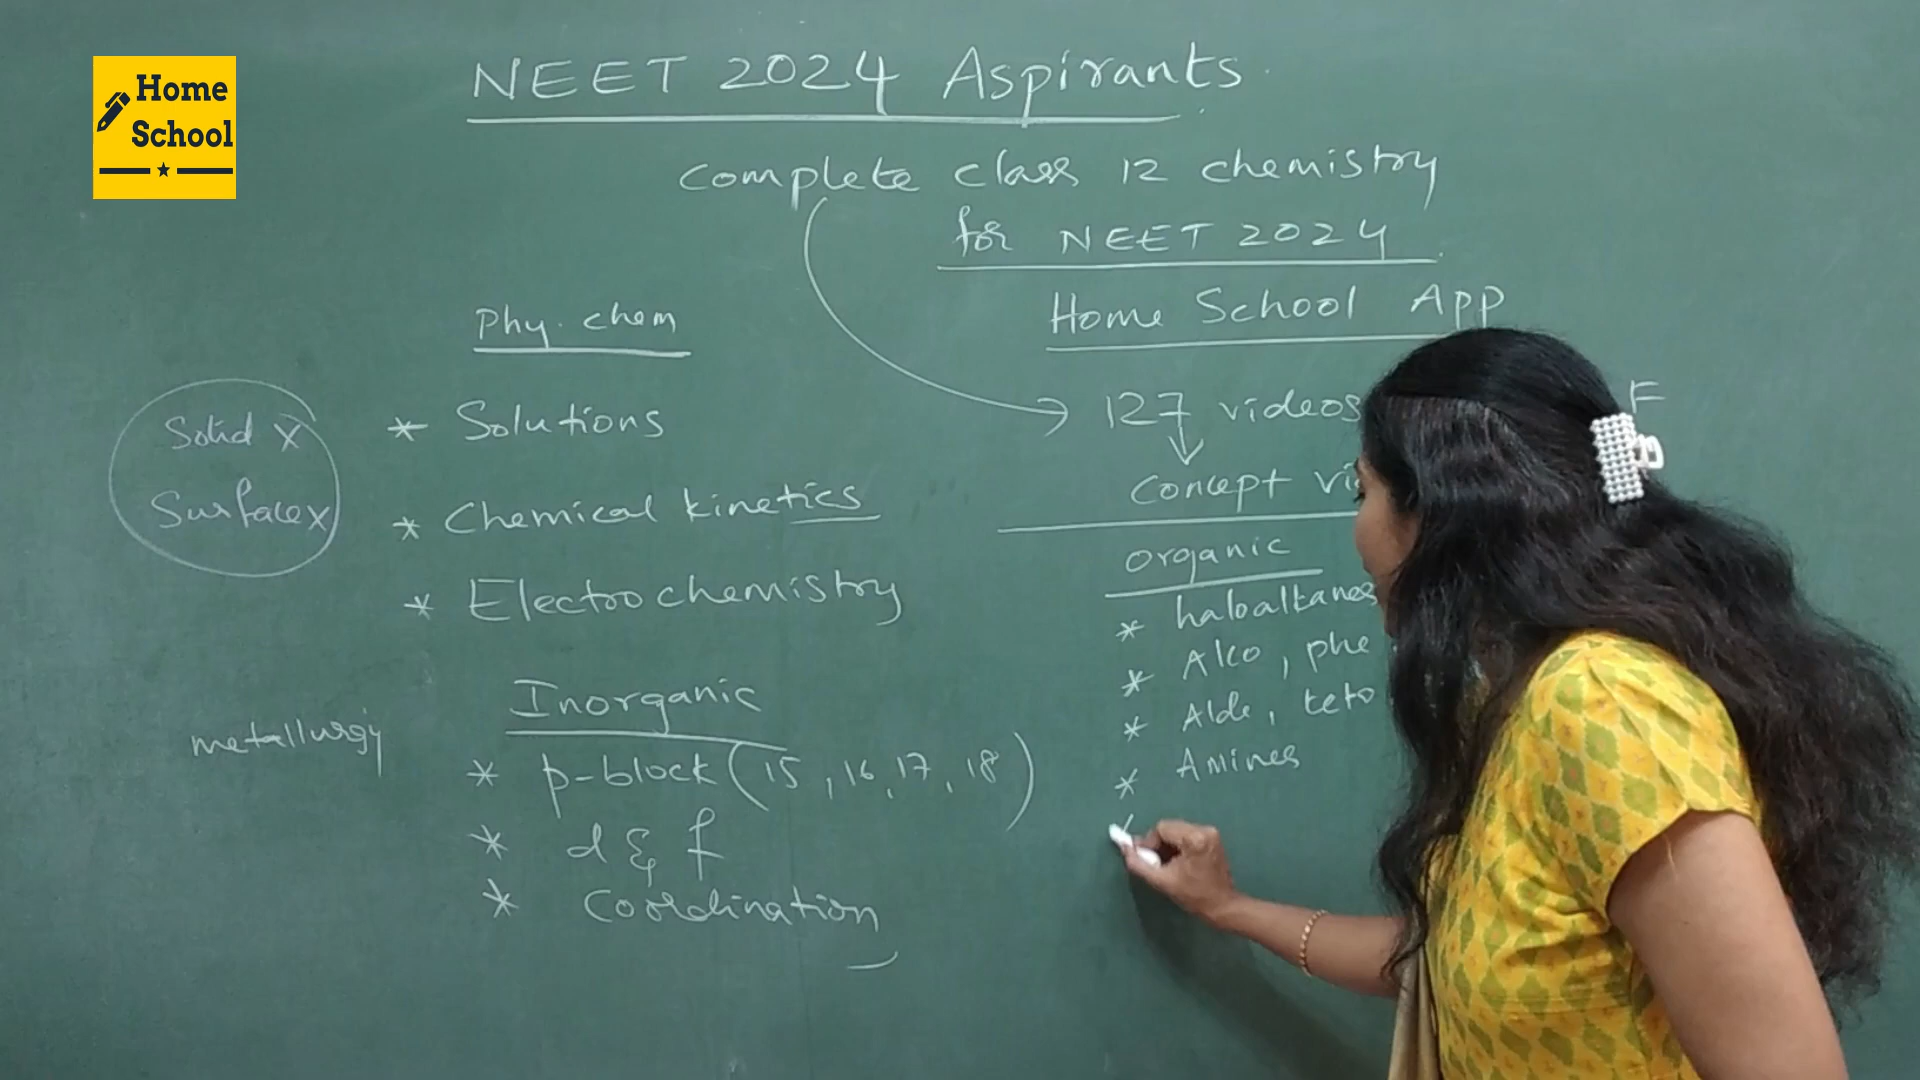 Home
School
NEET 2024 Aspirants
complete class 12 chemistry
for NEET 2024
Home School App
127 videos
F
concept
Phy. chem
Solid x
Surface x
* Solutions
* Chemical kinetics
* Electrochemistry
metallurgy
Inorganic
* p-block (15, 16, 17, 18)
* d & f
* Coordination
organic
* haloalkanes
* Alco, phe
* Alde, keto
* Amines